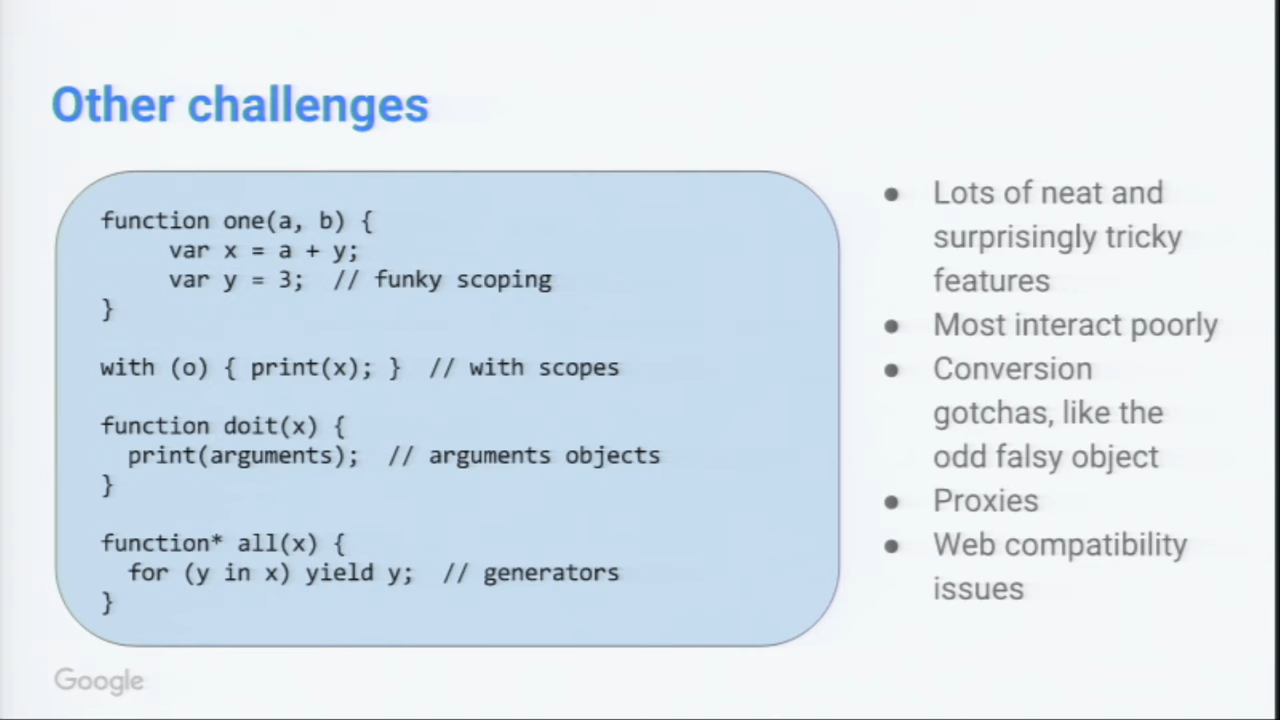 Other challenges
function one(a, b) {
var x = a + y;
var y = 3; // funky scoping
}
with (o) { print(x); } // with scopes
function doit(x) {
print(arguments); // arguments objects
}
function* all(x) {
for (y in x) yield y; // generators
}
● Lots of neat and
surprisingly tricky
features
● Most interact poorly
● Conversion
gotchas, like the
odd falsy object
● Proxies
● Web compatibility
issues
Google